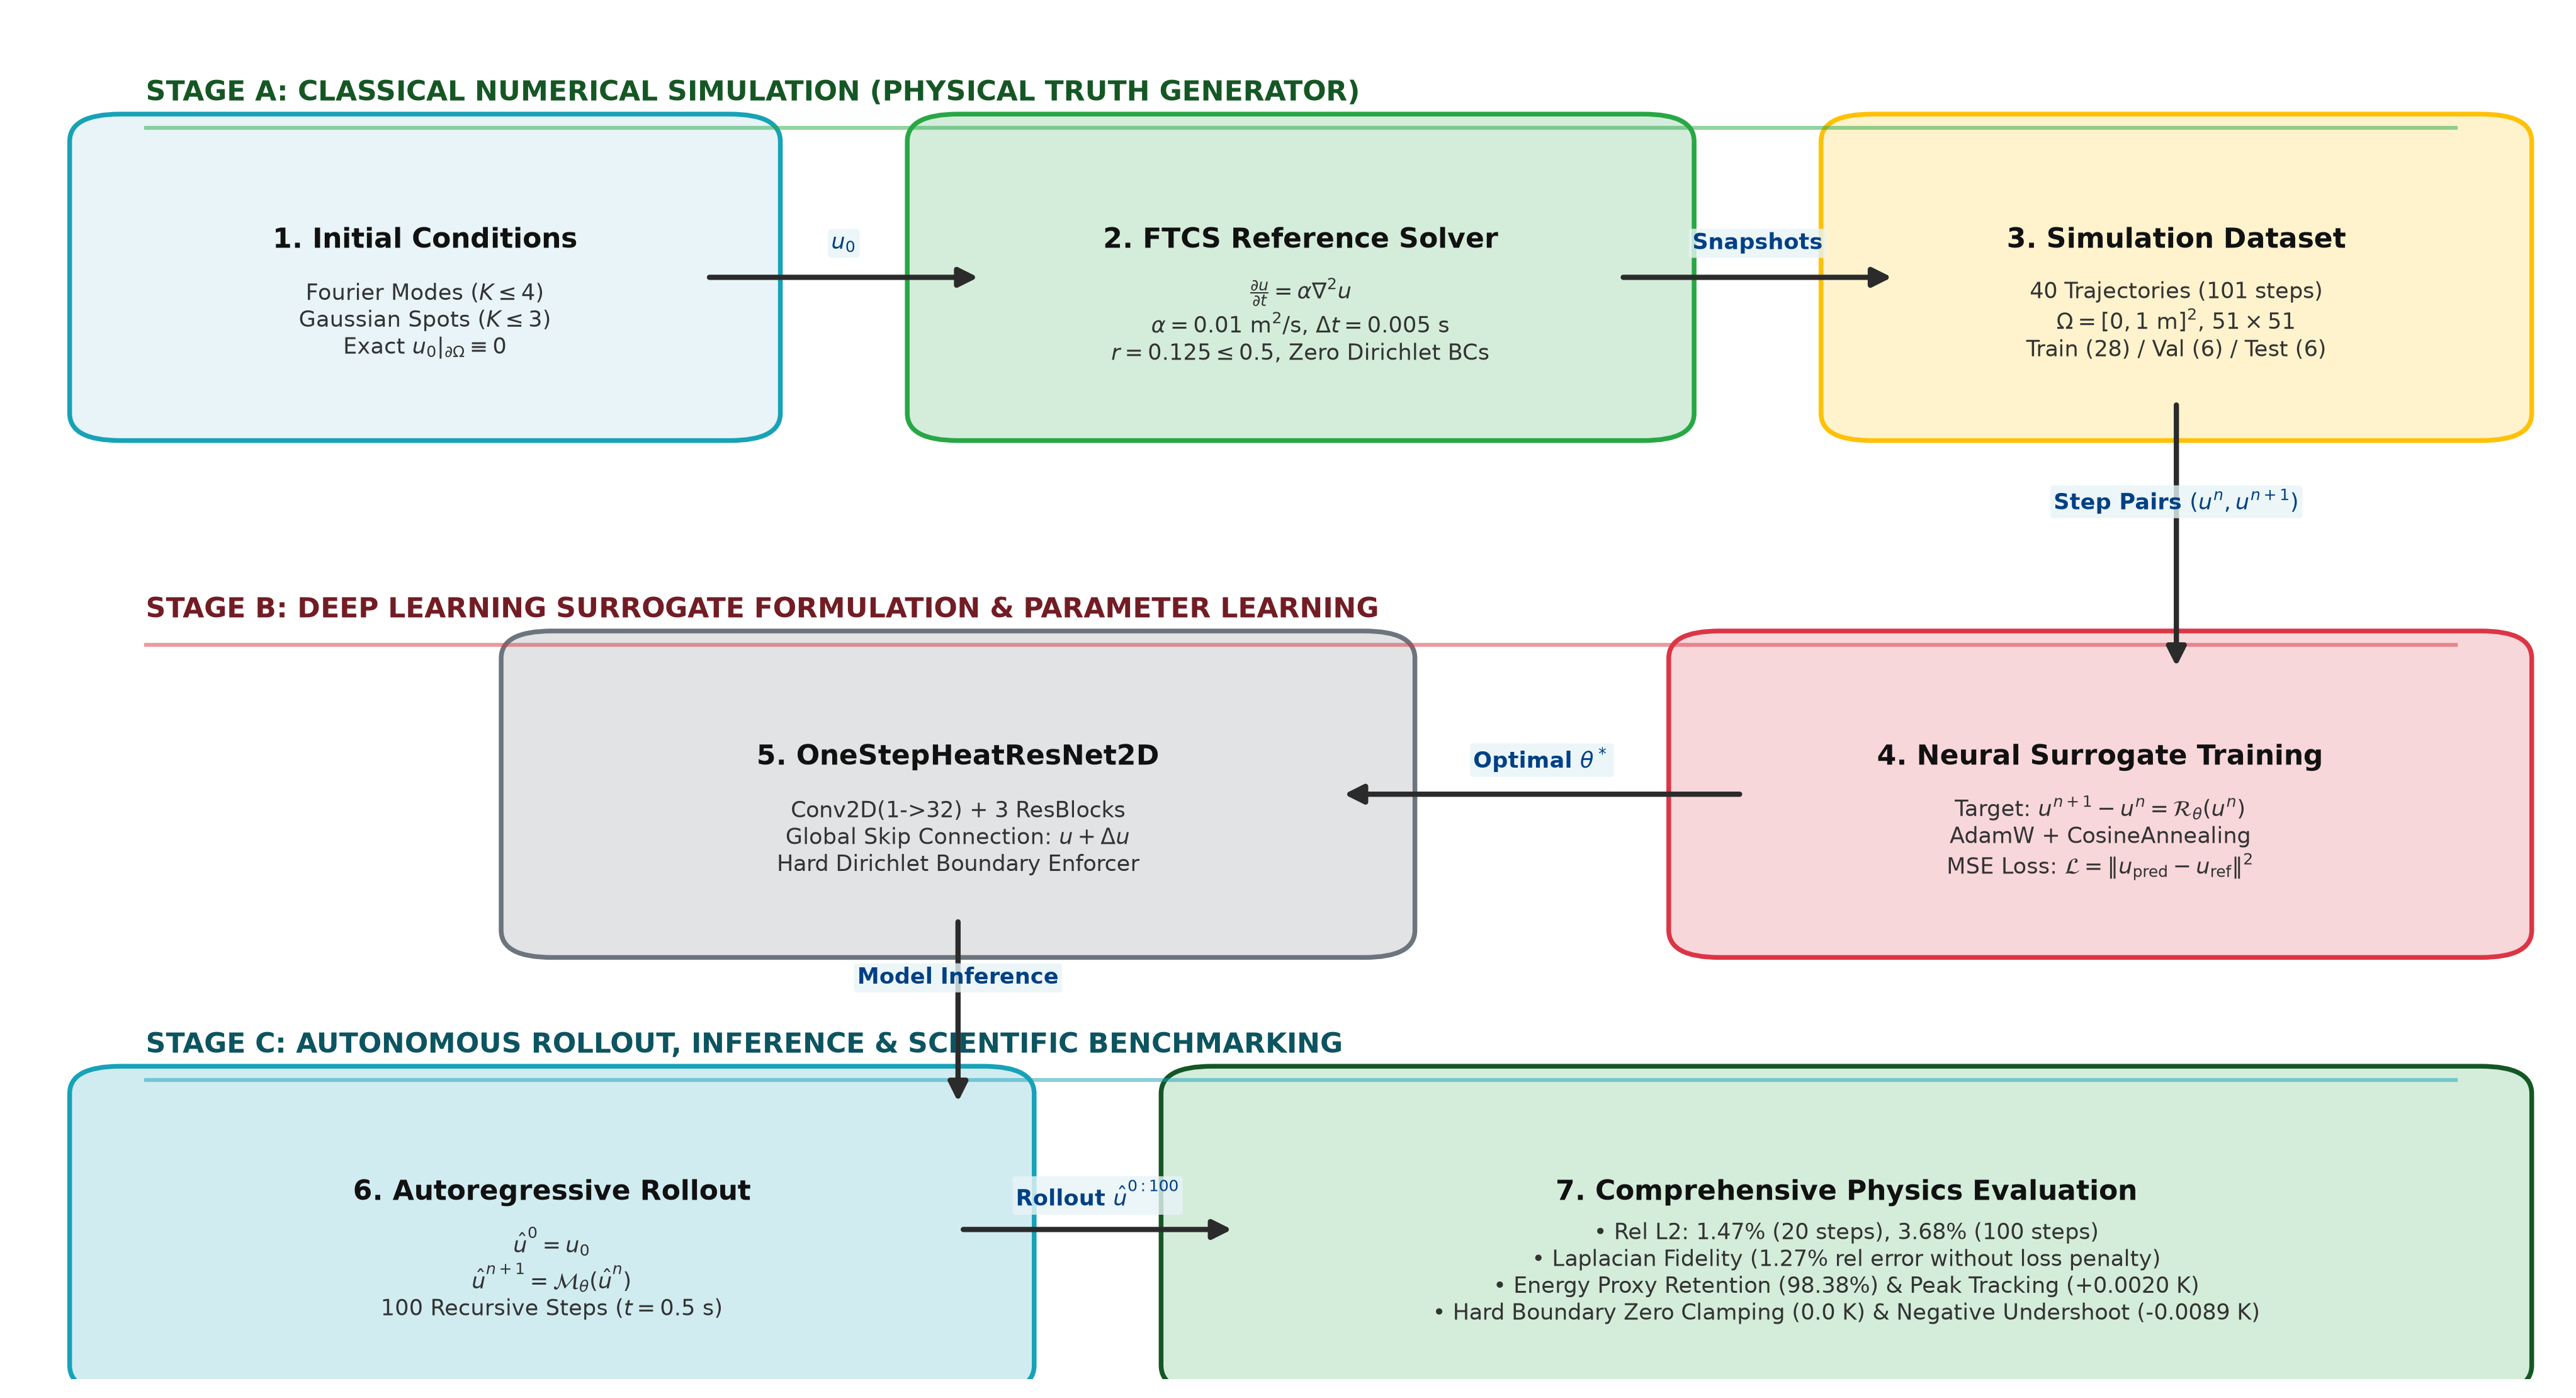 STAGE A: CLASSICAL NUMERICAL SIMULATION (PHYSICAL TRUTH GENERATOR)
1. Initial Conditions
Fourier Modes (K ≤ 4)
Gaussian Spots (K ≤ 3)
Exact u₀|∂Ω ≡ 0
u₀
2. FTCS Reference Solver
∂u/∂t = α∇²u
α = 0.01 m²/s, Δt = 0.005 s
r = 0.125 ≤ 0.5, Zero Dirichlet BCs
Snapshots
3. Simulation Dataset
40 Trajectories (101 steps)
Ω = [0, 1 m]², 51 × 51
Train (28) / Val (6) / Test (6)
Step Pairs (uⁿ, uⁿ⁺¹)
STAGE B: DEEP LEARNING SURROGATE FORMULATION & PARAMETER LEARNING
5. OneStepHeatResNet2D
Conv2D(1->32) + 3 ResBlocks
Global Skip Connection: u + Δu
Hard Dirichlet Boundary Enforcer
Optimal θ*
4. Neural Surrogate Training
Target: uⁿ⁺¹ − uⁿ = ℛ_θ(uⁿ)
AdamW + CosineAnnealing
MSE Loss: ℒ = ‖u_pred − u_ref‖²
Model Inference
STAGE C: AUTONOMOUS ROLLOUT, INFERENCE & SCIENTIFIC BENCHMARKING
6. Autoregressive Rollout
û⁰ = u₀
ûⁿ⁺¹ = ℳ_θ(ûⁿ)
100 Recursive Steps (t = 0.5 s)
Rollout û^0:100
7. Comprehensive Physics Evaluation
• Rel L2: 1.47% (20 steps), 3.68% (100 steps)
• Laplacian Fidelity (1.27% rel error without loss penalty)
• Energy Proxy Retention (98.38%) & Peak Tracking (+0.0020 K)
• Hard Boundary Zero Clamping (0.0 K) & Negative Undershoot (-0.0089 K)